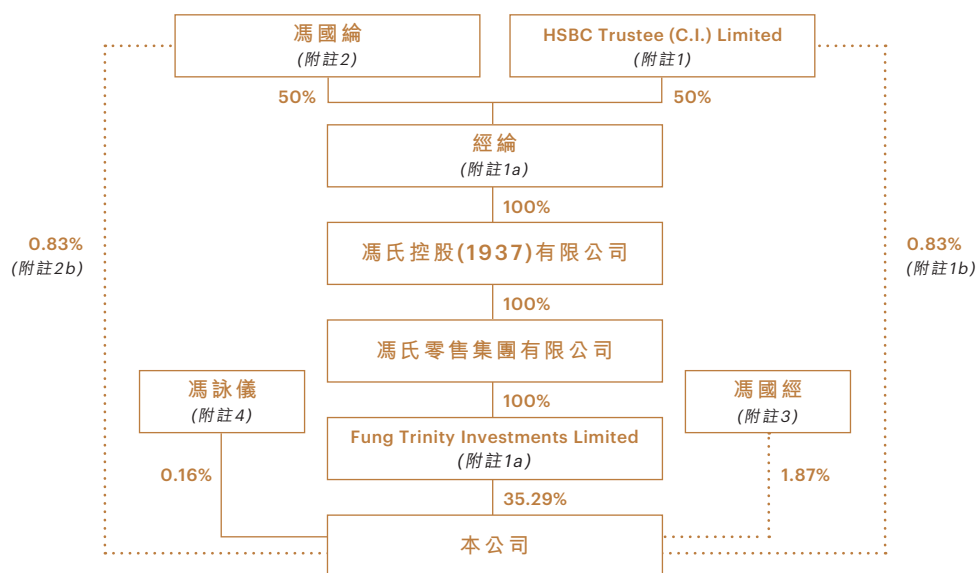 馮國綸
(附註2)
HSBC Trustee (C.I.) Limited
(附註1)
50%
50%
經綸
(附註1a)
100%
0.83%
(附註2b)
馮氏控股(1937)有限公司
0.83%
(附註1b)
100%
馮氏零售集團有限公司
馮詠儀
(附註4)
100%
馮國經
(附註3)
Fung Trinity Investments Limited
(附註1a)
0.16%
1.87%
35.29%
本公司